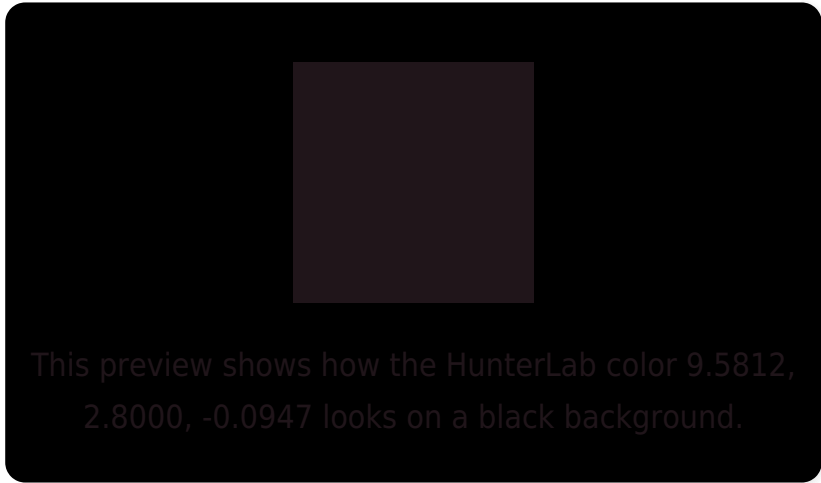 This preview shows how the HunterLab color 9.5812,
2.8000, -0.0947 looks on a black background.